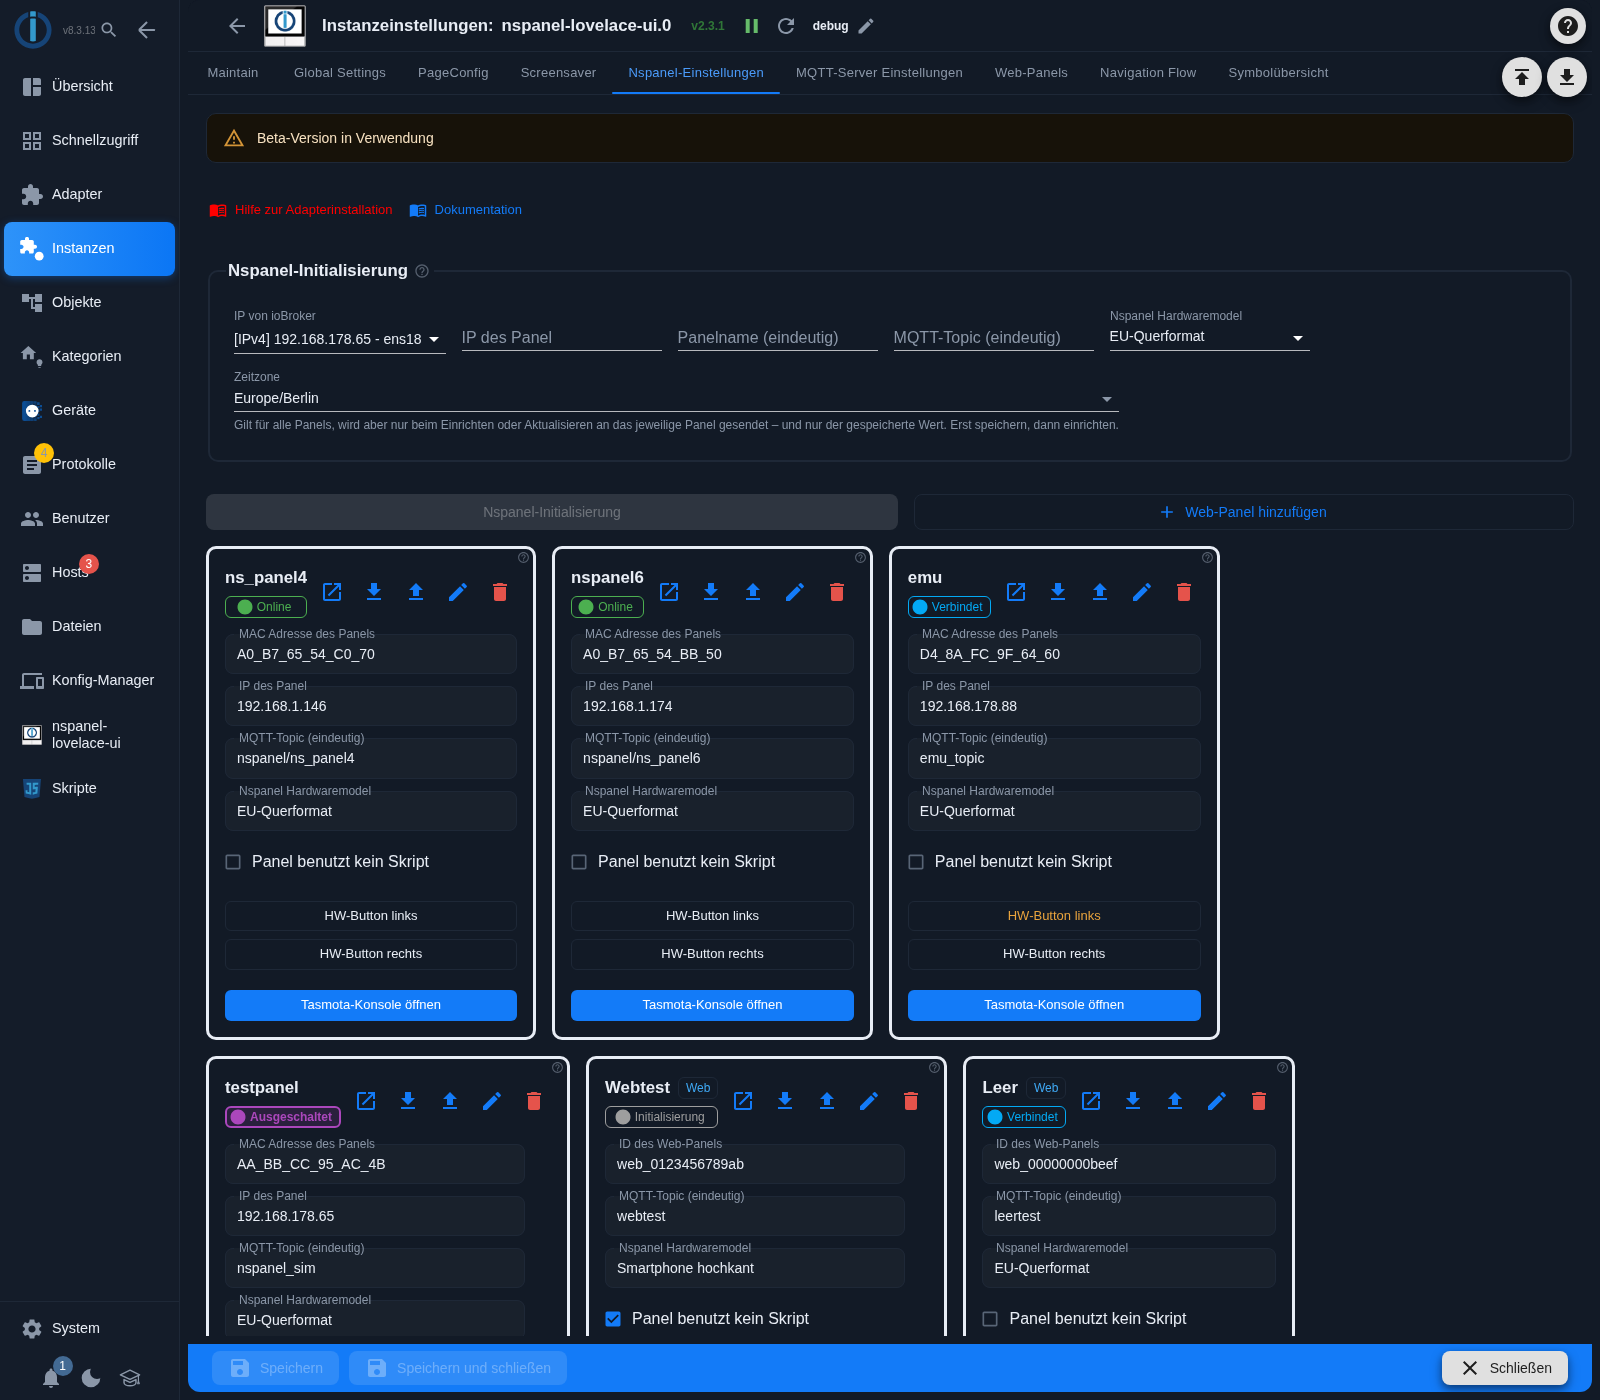 v8.3.13
Instanzeinstellungen: nspanel-lovelace-ui.0 v2.3.1 debug
Übersicht
Schnellzugriff
Adapter
Instanzen
Objekte
Kategorien
Geräte
4
Protokolle
Benutzer
Hosts
3
Dateien
Konfig-Manager
nspanel-
lovelace-ui
Skripte
System
1
Maintain Global Settings PageConfig Screensaver Nspanel-Einstellungen MQTT-Server Einstellungen Web-Panels Navigation Flow Symbolübersicht
Beta-Version in Verwendung
Hilfe zur Adapterinstallation Dokumentation
Nspanel-Initialisierung
IP von ioBroker
[IPv4] 192.168.178.65 - ens18
IP des Panel
Panelname (eindeutig)
MQTT-Topic (eindeutig)
Nspanel Hardwaremodel
EU-Querformat
Zeitzone
Europe/Berlin
Gilt für alle Panels, wird aber nur beim Einrichten oder Aktualisieren an das jeweilige Panel gesendet – und nur der gespeicherte Wert. Erst speichern, dann einrichten.
Nspanel-Initialisierung
Web-Panel hinzufügen
ns_panel4
Online
MAC Adresse des Panels
A0_B7_65_54_C0_70
IP des Panel
192.168.1.146
MQTT-Topic (eindeutig)
nspanel/ns_panel4
Nspanel Hardwaremodel
EU-Querformat
Panel benutzt kein Skript
HW-Button links
HW-Button rechts
Tasmota-Konsole öffnen
nspanel6
Online
MAC Adresse des Panels
A0_B7_65_54_BB_50
IP des Panel
192.168.1.174
MQTT-Topic (eindeutig)
nspanel/ns_panel6
Nspanel Hardwaremodel
EU-Querformat
Panel benutzt kein Skript
HW-Button links
HW-Button rechts
Tasmota-Konsole öffnen
emu
Verbindet
MAC Adresse des Panels
D4_8A_FC_9F_64_60
IP des Panel
192.168.178.88
MQTT-Topic (eindeutig)
emu_topic
Nspanel Hardwaremodel
EU-Querformat
Panel benutzt kein Skript
HW-Button links
HW-Button rechts
Tasmota-Konsole öffnen
testpanel
Ausgeschaltet
MAC Adresse des Panels
AA_BB_CC_95_AC_4B
IP des Panel
192.168.178.65
MQTT-Topic (eindeutig)
nspanel_sim
Nspanel Hardwaremodel
EU-Querformat
Webtest Web
Initialisierung
ID des Web-Panels
web_0123456789ab
MQTT-Topic (eindeutig)
webtest
Nspanel Hardwaremodel
Smartphone hochkant
Panel benutzt kein Skript
Leer Web
Verbindet
ID des Web-Panels
web_00000000beef
MQTT-Topic (eindeutig)
leertest
Nspanel Hardwaremodel
EU-Querformat
Panel benutzt kein Skript
Speichern
Speichern und schließen
Schließen